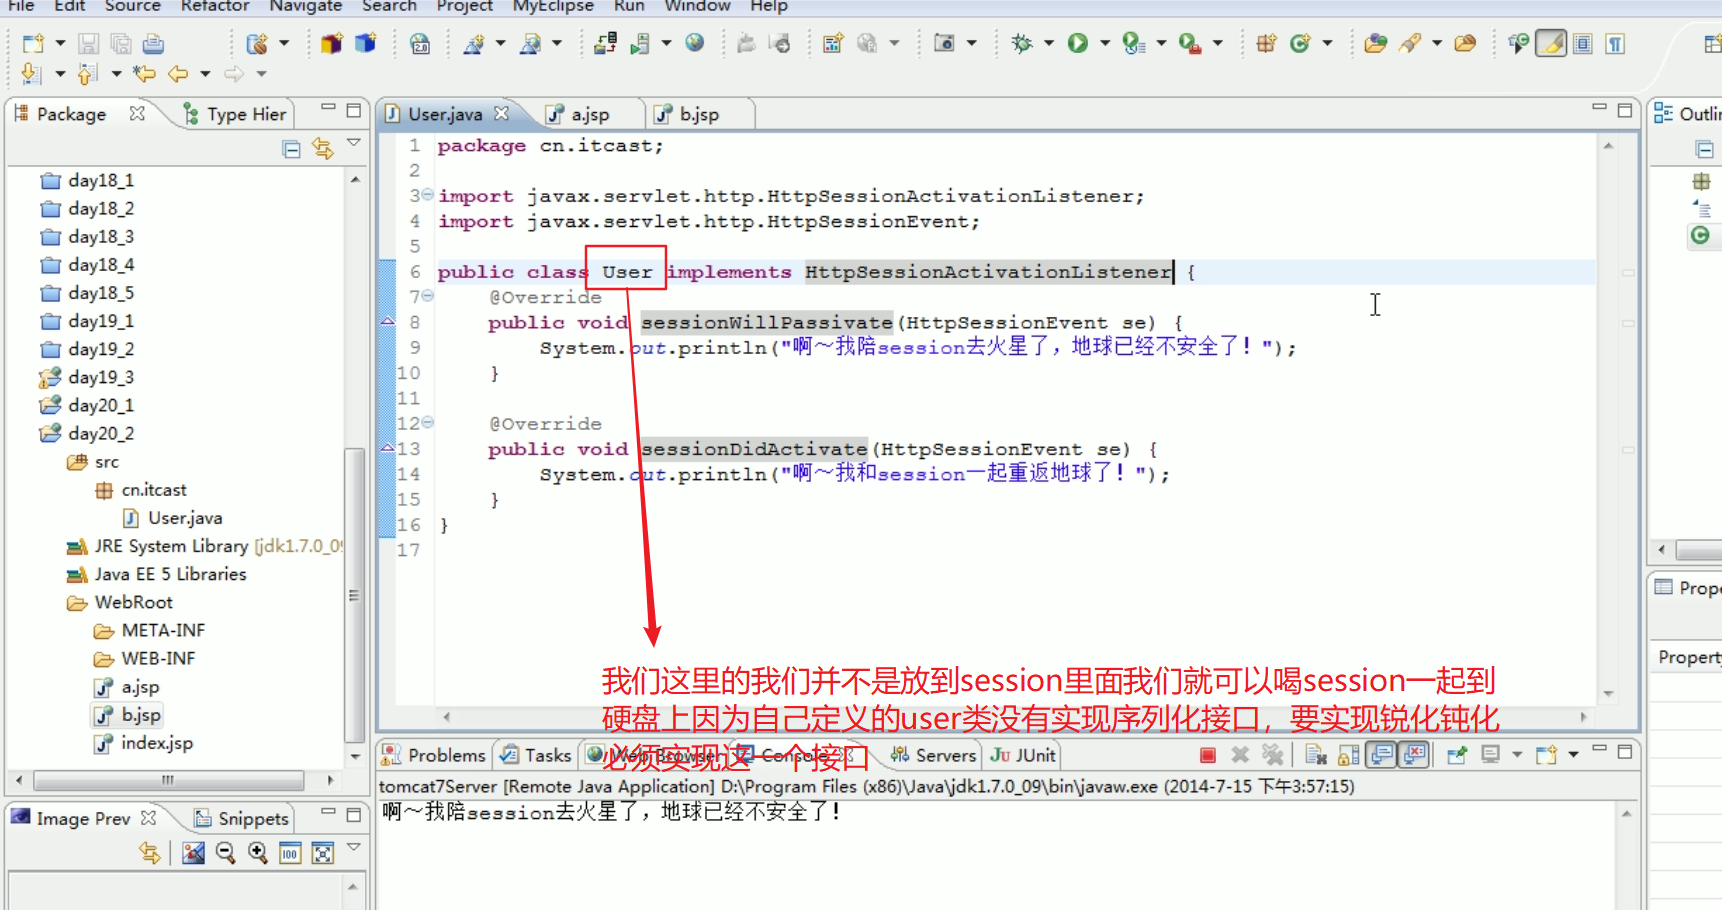 File Edit Source Refactor Navigate Search Project MyEclipse Run Window Help
Package
Type Hier
day18_1
day18_2
day18_3
day18_4
day18_5
day19_1
day19_2
day19_3
day20_1
day20_2
src
cn.itcast
User.java
JRE System Library [jdk1.7.0_0
Java EE 5 Libraries
WebRoot
META-INF
WEB-INF
a.jsp
b.jsp
index.jsp
Image Prev
Snippets
User.java
a.jsp
b.jsp
1 package cn.itcast;
2
3 import javax.servlet.http.HttpSessionActivationListener;
4 import javax.servlet.http.HttpSessionEvent;
5
6 public class User implements HttpSessionActivationListener {
7 @Override
8 public void sessionWillPassivate(HttpSessionEvent se) {
9 System.out.println("啊～我陪session去火星了，地球已经不安全了！");
10 }
11
12 @Override
13 public void sessionDidActivate(HttpSessionEvent se) {
14 System.out.println("啊～我和session一起重返地球了！");
15 }
16 }
17
我们这里的我们并不是放到session里面我们就可以喝session一起到
硬盘上因为自己定义的user类没有实现序列化接口，要实现锐化钝化
必须实现这一个接口
Problems
Tasks
Web Browser
Console
Servers
JUnit
tomcat7Server [Remote Java Application] D:\Program Files (x86)\Java\jdk1.7.0_09\bin\javaw.exe (2014-7-15 下午3:57:15)
啊～我陪session去火星了，地球已经不安全了！
Outli
Prope
Property